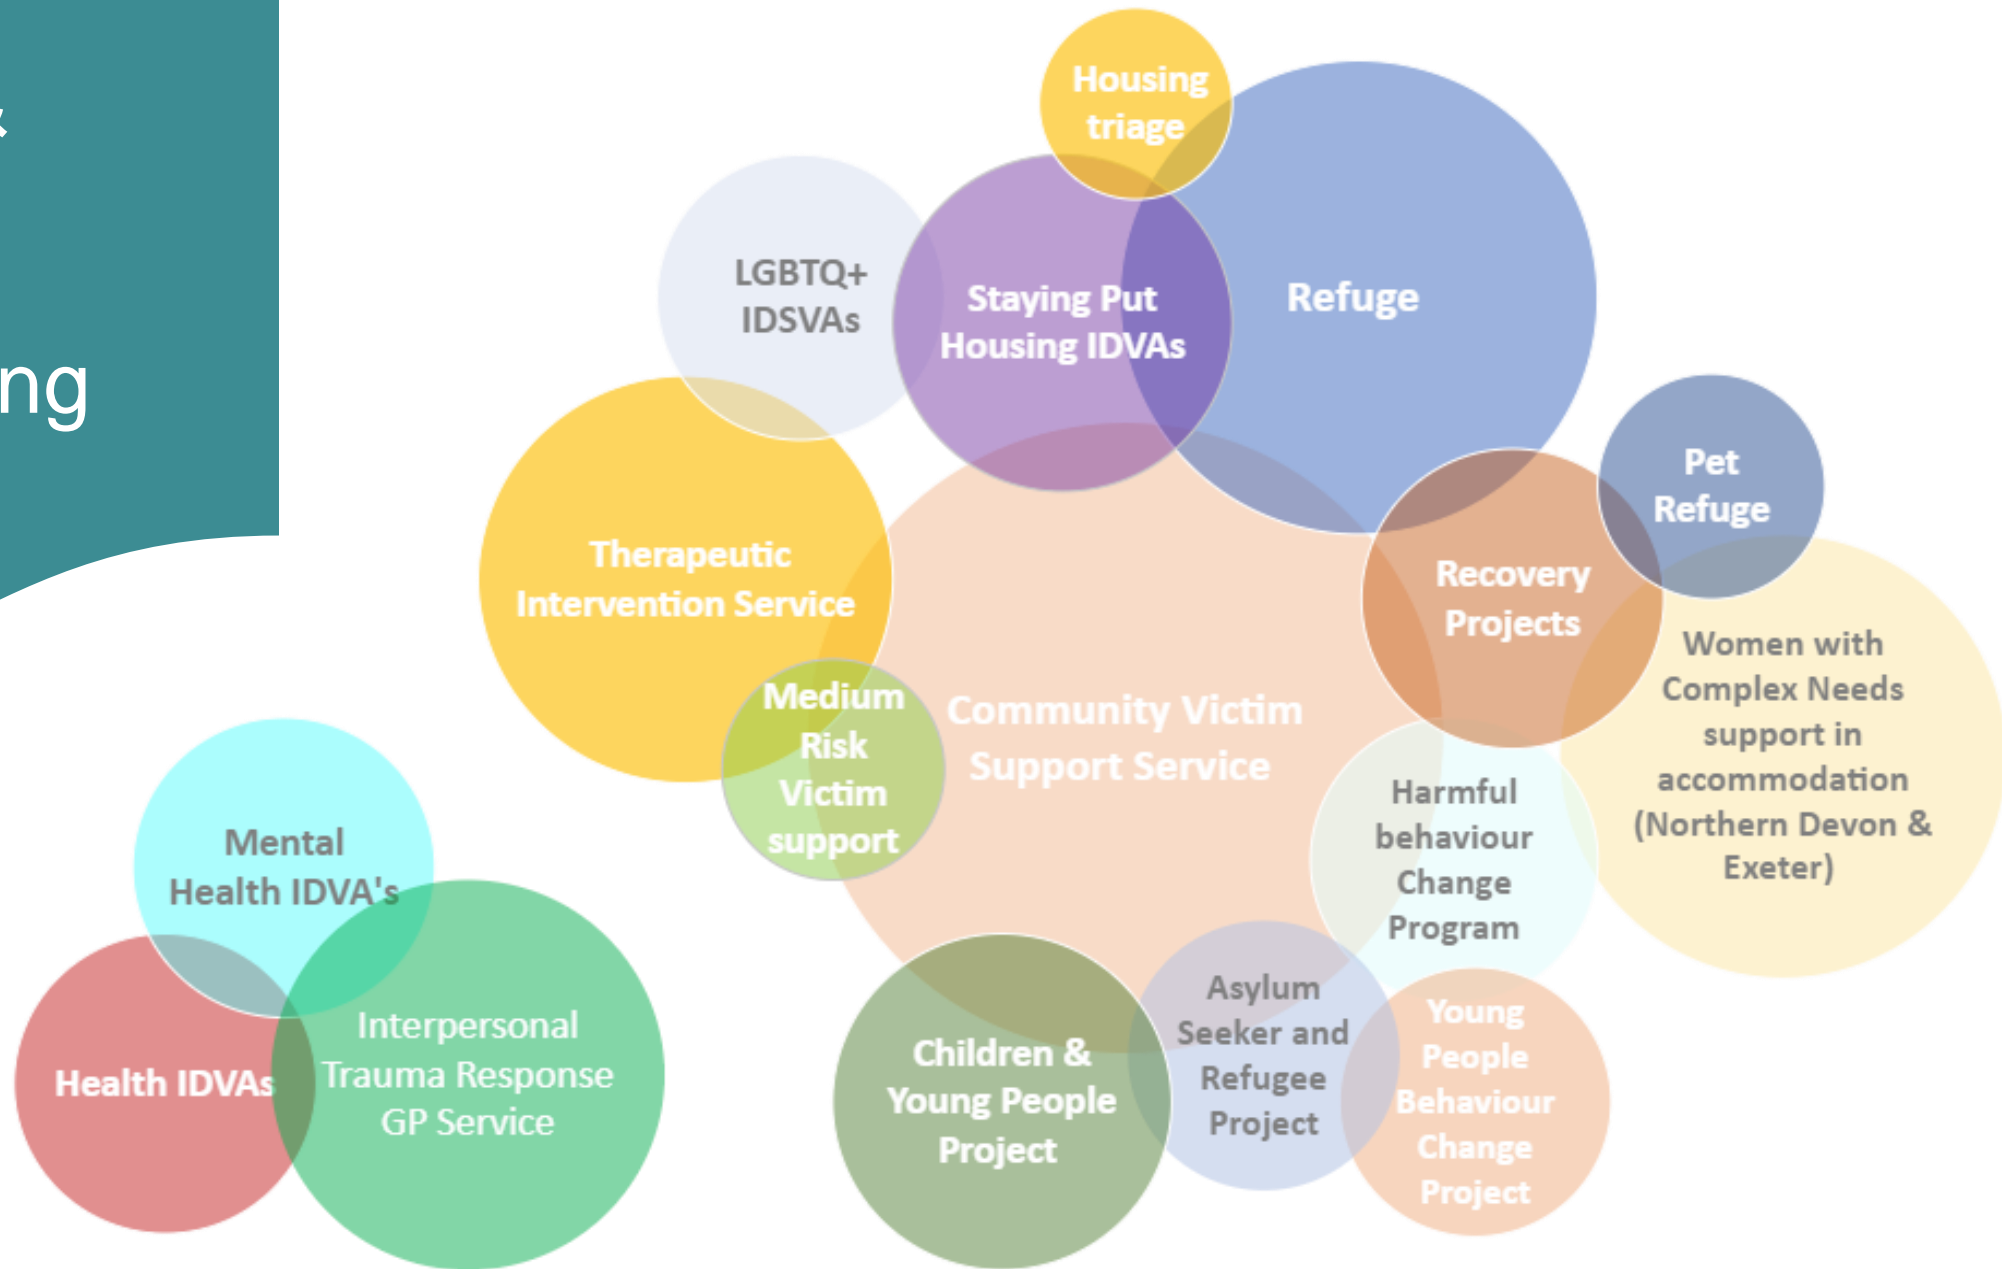 &
ng
Housing
triage
LGBTQ+
IDSVAs
Staying Put
Housing IDVAs
Refuge
Pet
Refuge
Therapeutic
Intervention Service
Recovery
Projects
Women with
Complex Needs
support in
accommodation
(Northern Devon &
Exeter)
Medium
Risk
Victim
support
Community Victim
Support Service
Harmful
behaviour
Change
Program
Mental
Health IDVA's
Health IDVAs
Interpersonal
Trauma Response
GP Service
Children &
Young People
Project
Asylum
Seeker and
Refugee
Project
Young
People
Behaviour
Change
Project